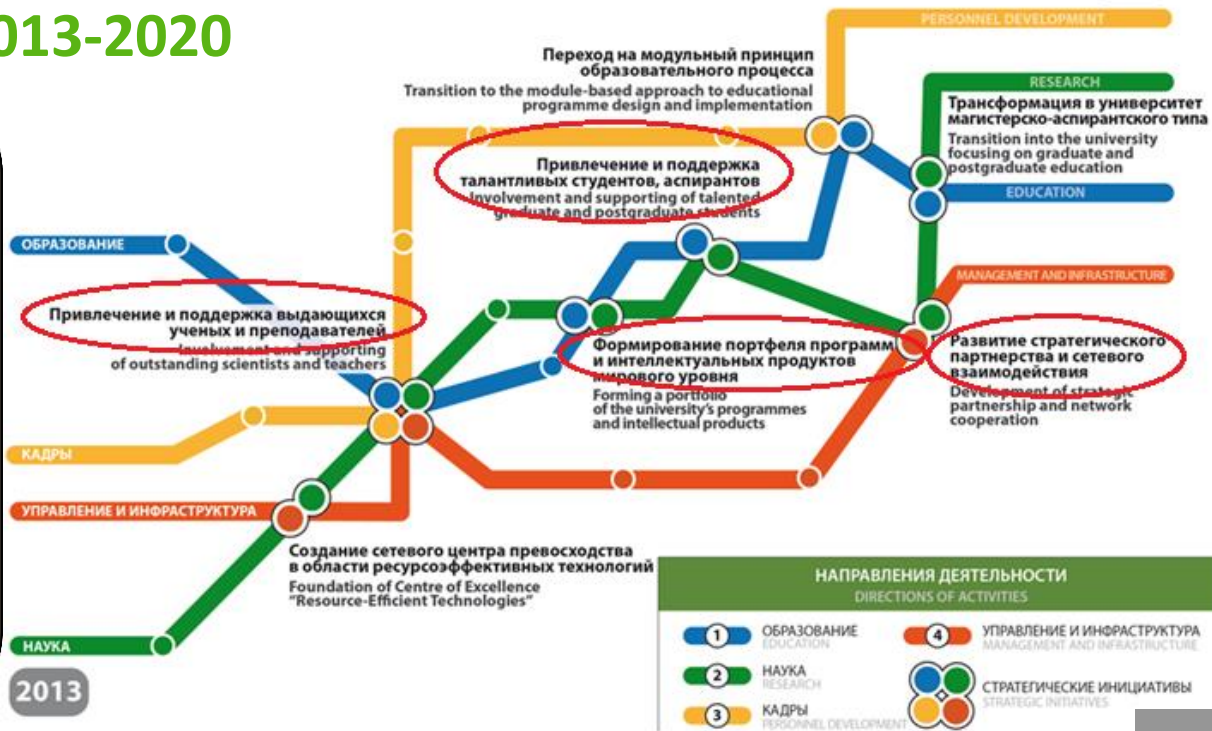 013-2020
PERSONNEL DEVELOPMENT
Переход на модульный принцип
образовательного процесса
Transition to the module-based approach to educational
programme design and implementation
RESEARCH
Трансформация в университет
магистерско-аспирантского типа
Transition into the university
focusing on graduate and
postgraduate education
EDUCATION
Привлечение и поддержка
талантливых студентов, аспирантов
Involvement and supporting of talented
graduate and postgraduate students
ОБРАЗОВАНИЕ
MANAGEMENT AND INFRASTRUCTURE
Привлечение и поддержка выдающихся
ученых и преподавателей
Involvement and supporting
of outstanding scientists and teachers
Формирование портфеля программ
и интеллектуальных продуктов
мирового уровня
Forming a portfolio
of the university's programmes
and intellectual products
Развитие стратегического
партнерства и сетевого
взаимодействия
Development of strategic
partnership and network
cooperation
КАДРЫ
УПРАВЛЕНИЕ И ИНФРАСТРУКТУРА
Создание сетевого центра превосходства
в области ресурсоэффективных технологий
Foundation of Centre of Excellence
"Resource-Efficient Technologies"
НАУКА
2013
НАПРАВЛЕНИЯ ДЕЯТЕЛЬНОСТИ
DIRECTIONS OF ACTIVITIES
1 ОБРАЗОВАНИЕ
EDUCATION
2 НАУКА
RESEARCH
3 КАДРЫ
PERSONNEL DEVELOPMENT
4 УПРАВЛЕНИЕ И ИНФРАСТРУКТУРА
MANAGEMENT AND INFRASTRUCTURE
СТРАТЕГИЧЕСКИЕ ИНИЦИАТИВЫ
STRATEGIC INITIATIVES